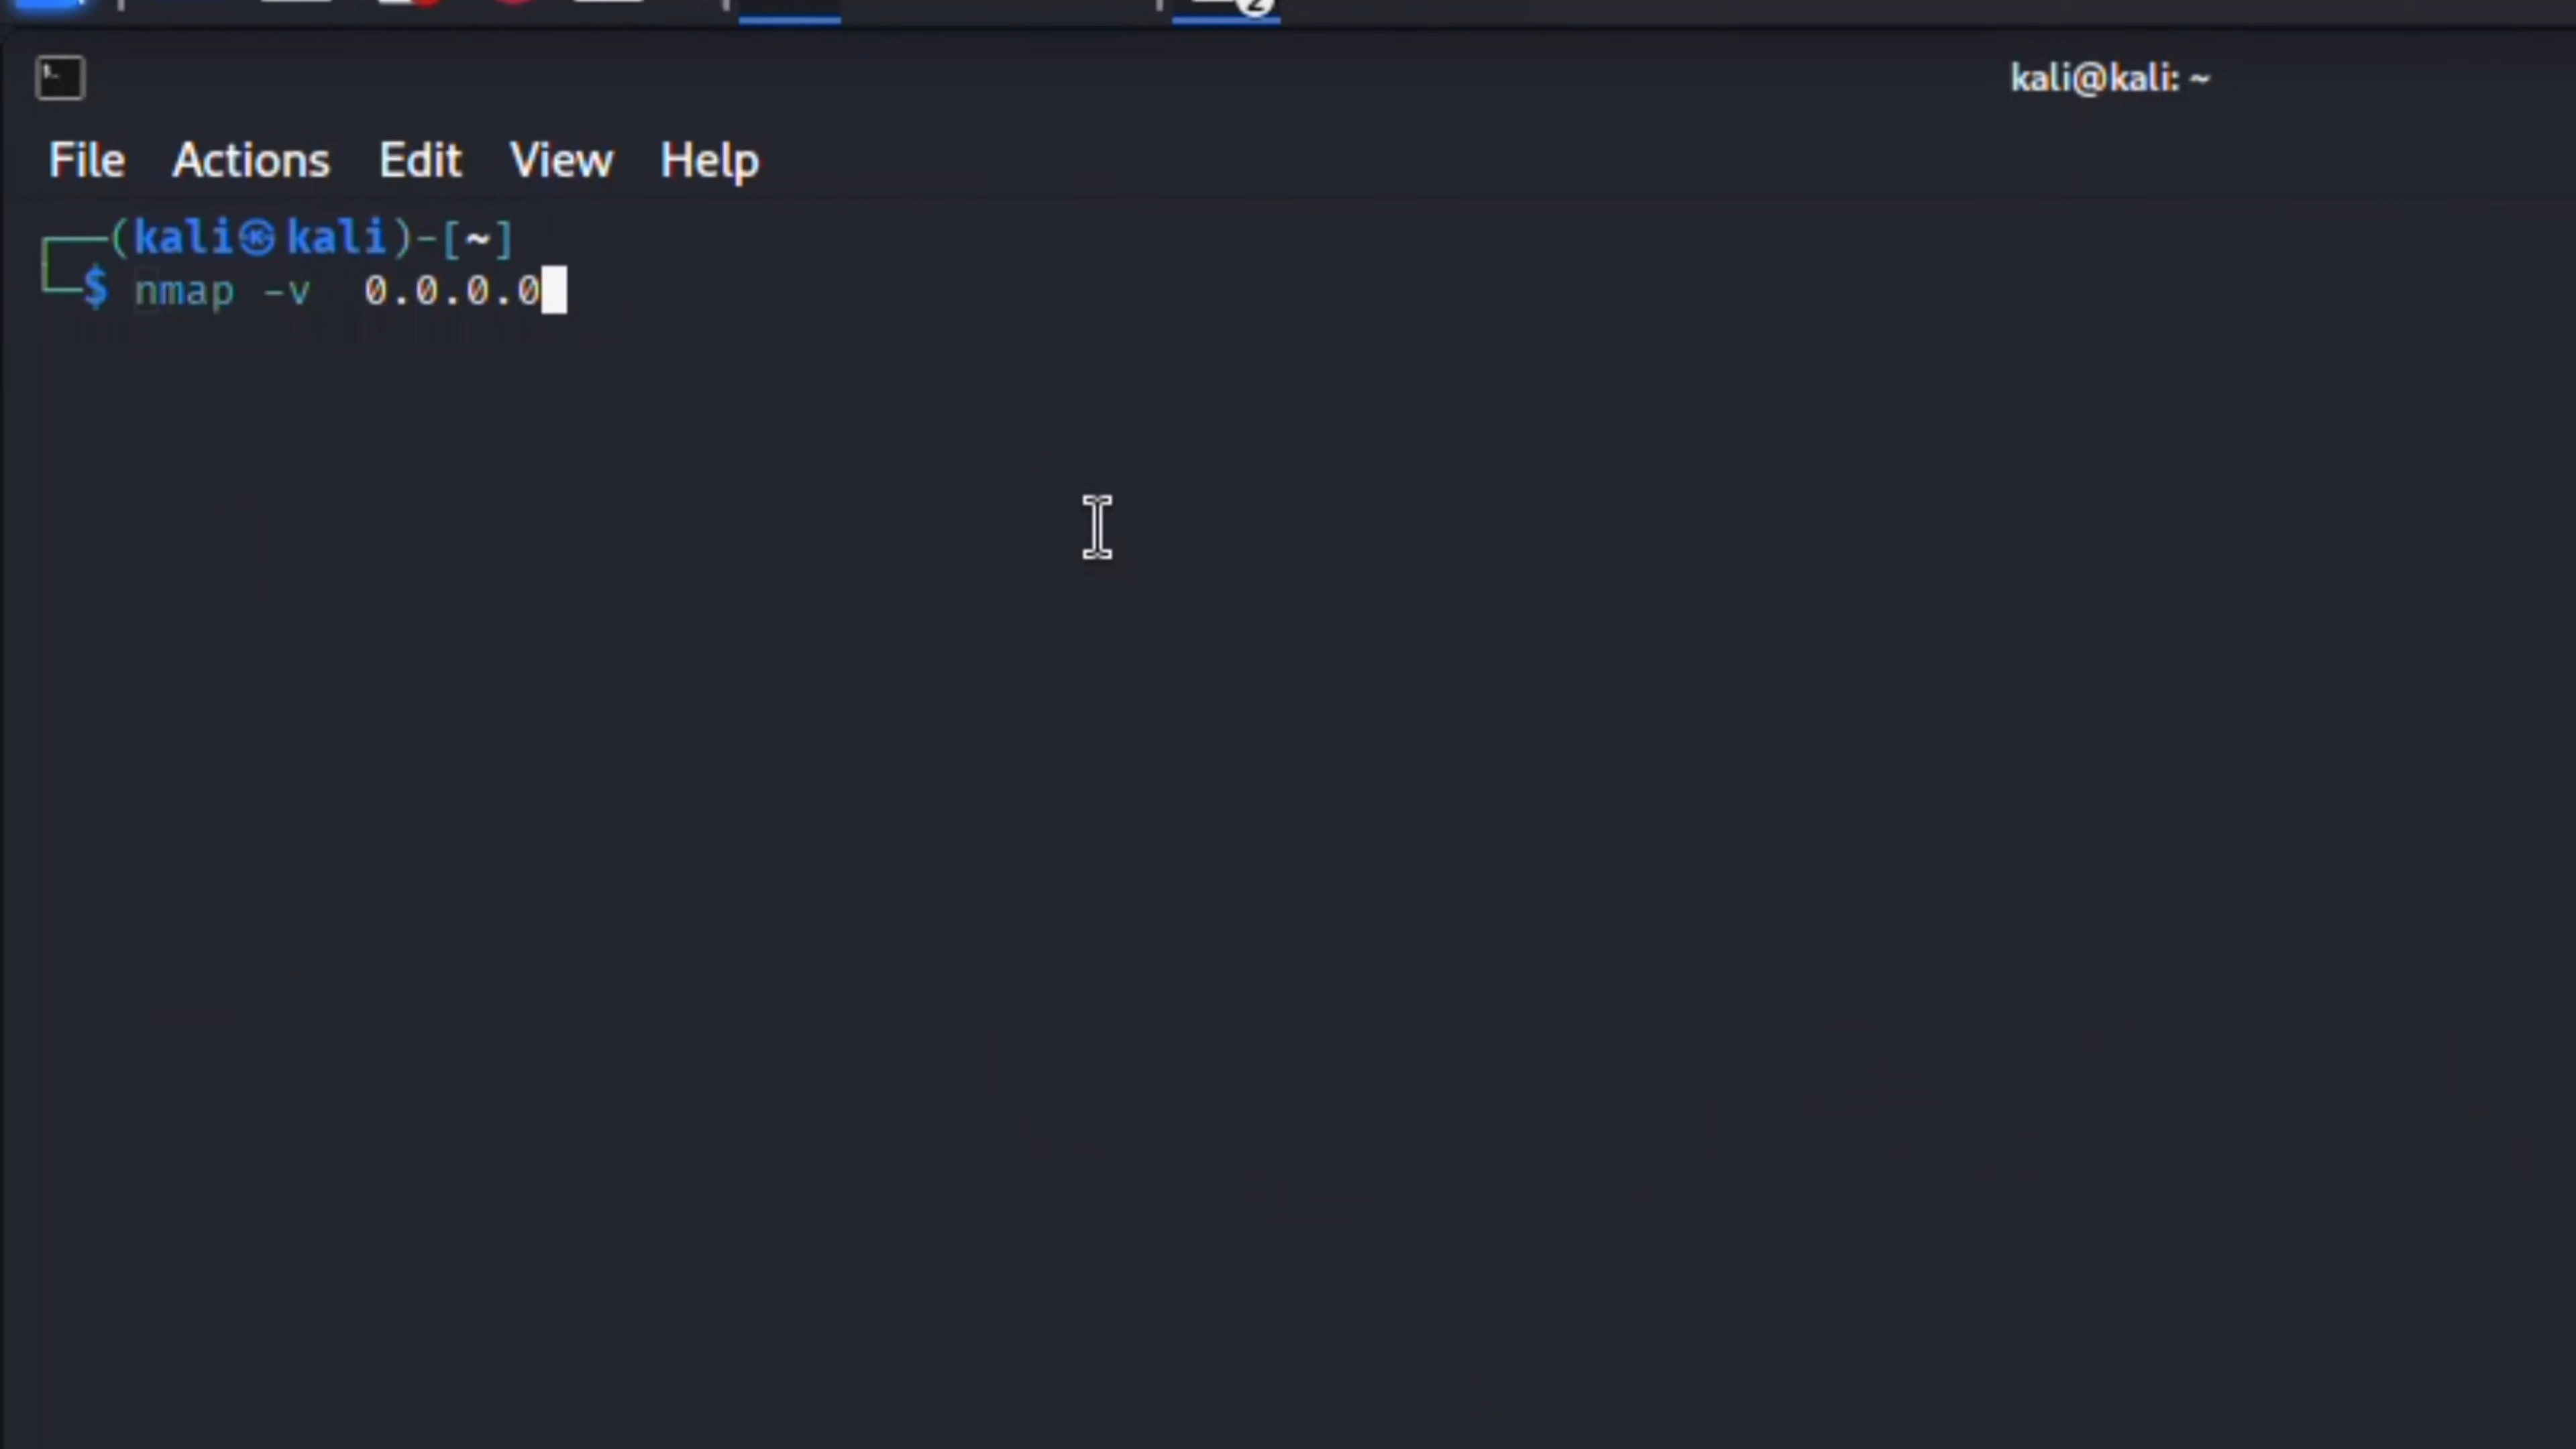 kali@kali: ~
File Actions Edit View Help
┌──(kali㉿kali)-[~]
└─$ nmap -v  0.0.0.0